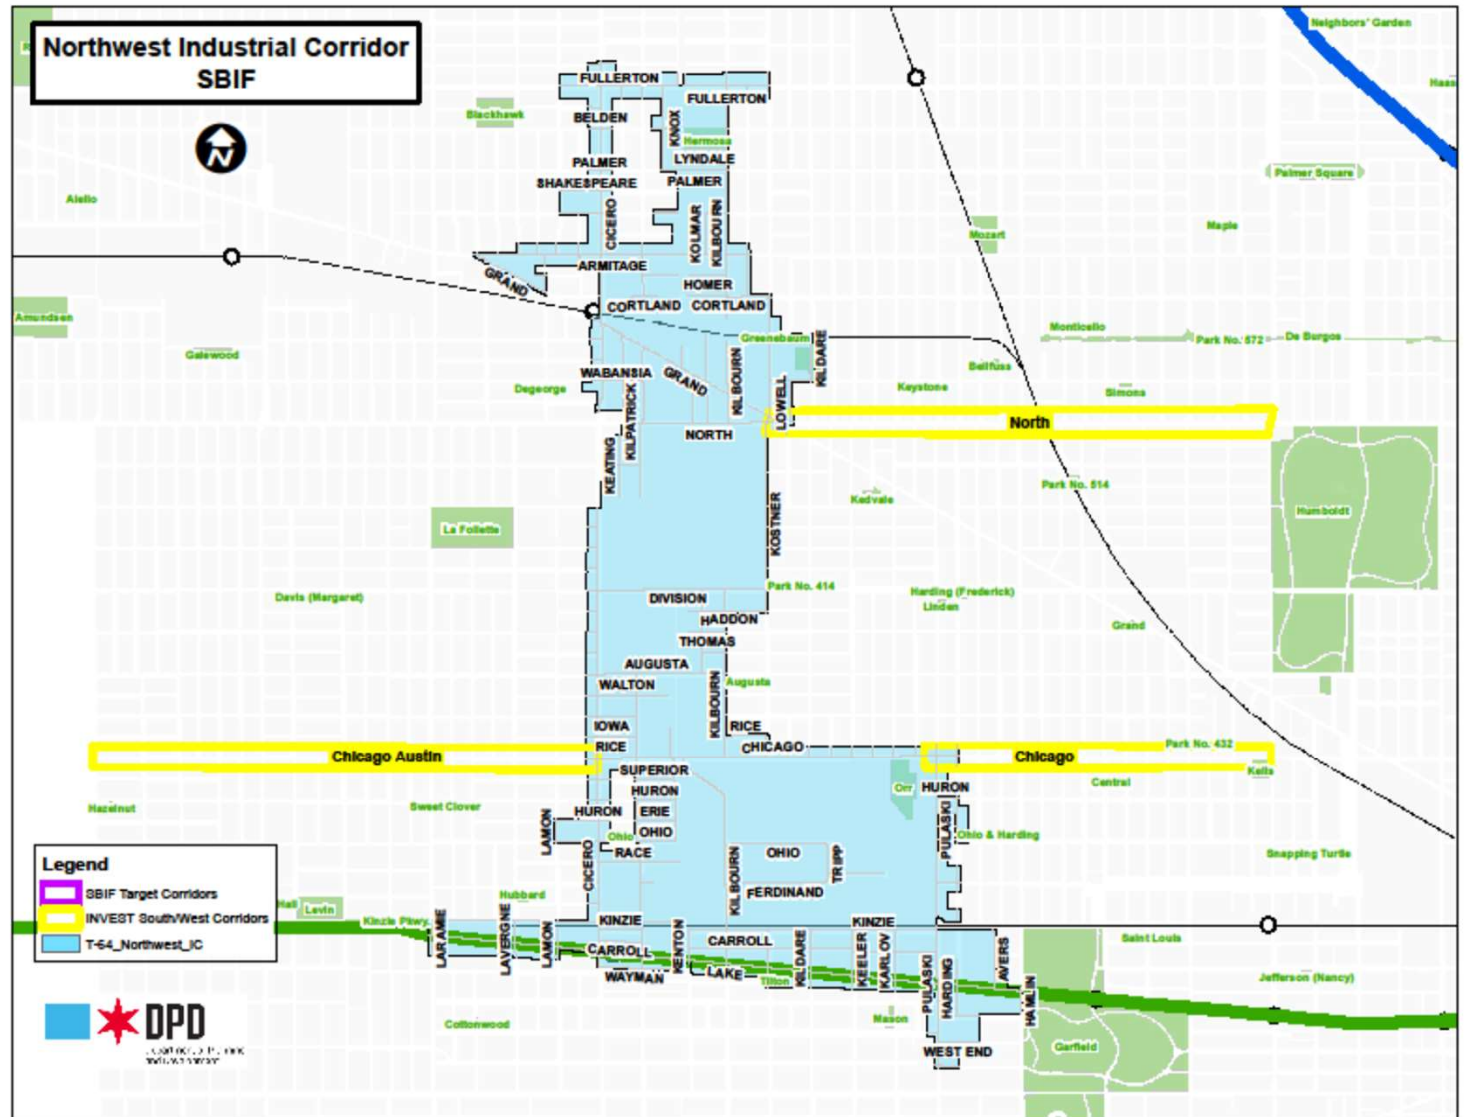 Northwest Industrial Corridor
SBIF
N
Neighbors' Garden
Haas
Blackhawk
FULLERTON
FULLERTON
BELDEN
KNOX
Hermosa
PALMER
LYNDALE
SHAKESPEARE
PALMER
Palmer Square
Aiello
CICERO
KOLMAR
KILBOURN
Mozart
Maple
ARMITAGE
GRAND
HOMER
CORTLAND
CORTLAND
Amundsen
Galewood
Greenebaum
KILDARE
Monticello
Park No. 572
De Burgos
WABANSIA
GRAND
KILBOURN
Bellfuss
Degeorge
KILPATRICK
LOWELL
Keystone
Simons
NORTH
North
KEATING
Park No. 514
Kedvale
Humboldt
La Follette
KOSTNER
Park No. 414
Davis (Margaret)
DIVISION
Harding (Frederick)
Linden
HADDON
Grand
THOMAS
AUGUSTA
WALTON
KILBOURN
Augusta
IOWA
RICE
RICE
CHICAGO
Chicago Austin
Chicago
Park No. 432
SUPERIOR
Kells
HURON
Orr
HURON
Central
Hazelnut
Sweet Clover
HURON
ERIE
LAMON
Ohio
OHIO
PULASKI
Ohio & Harding
RACE
CICERO
KILBOURN
OHIO
TRIPP
Snapping Turtle
FERDINAND
Legend
SBIF Target Corridors
INVEST South/West Corridors
T-64_Northwest_IC
Hall
Levin
Hubbard
Kinzie Pkwy.
KINZIE
KINZIE
LARAMIE
LAVERGNE
LAMON
CARROLL
KENTON
CARROLL
KILDARE
KEELER
KARLOV
PULASKI
HARDING
AVERS
HAMLIN
Saint Louis
WAYMAN
LAKE
Tilton
Jefferson (Nancy)
Cottonwood
Mason
WEST END
Garfield
DPD